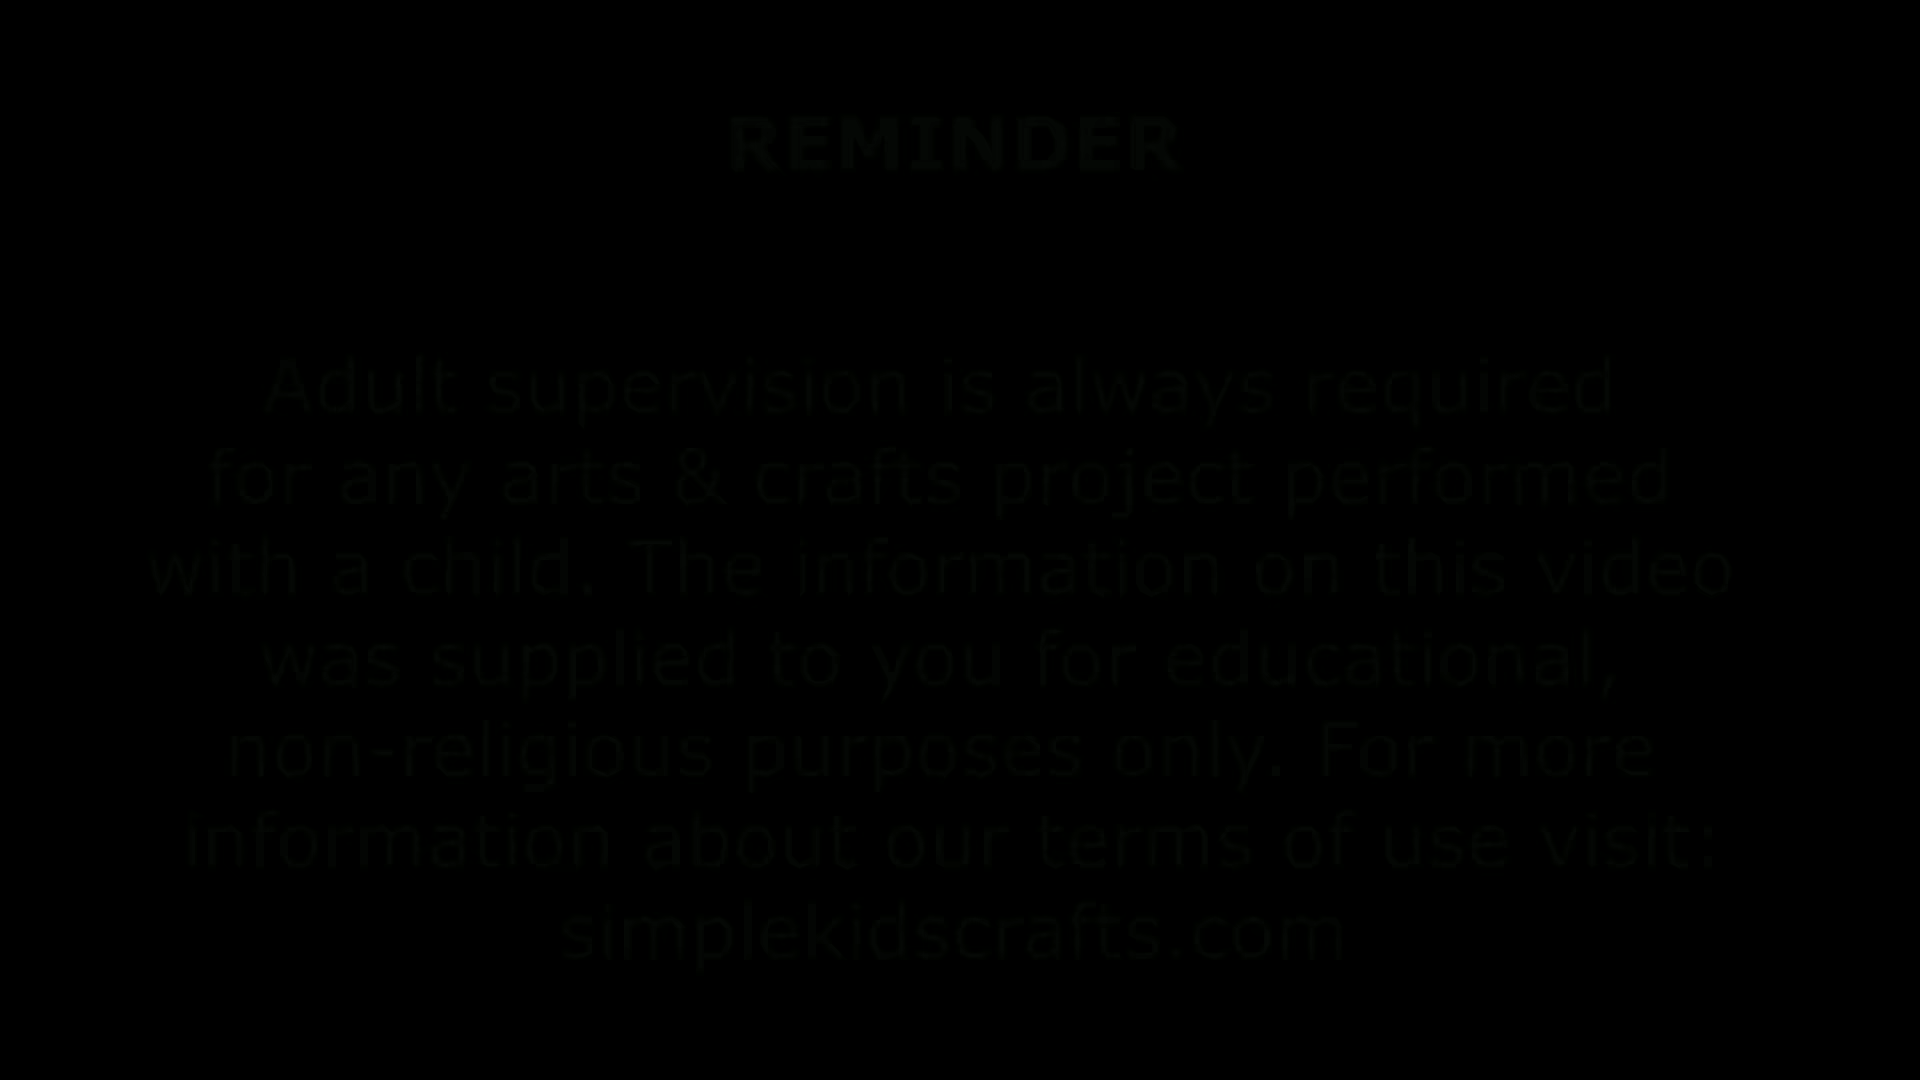 REMINDER
Adult supervision is always required
for any arts & crafts project performed
with a child. The information on this video
was supplied to you for educational,
non-religious purposes only. For more
information about our terms of use visit:
simplekidscrafts.com